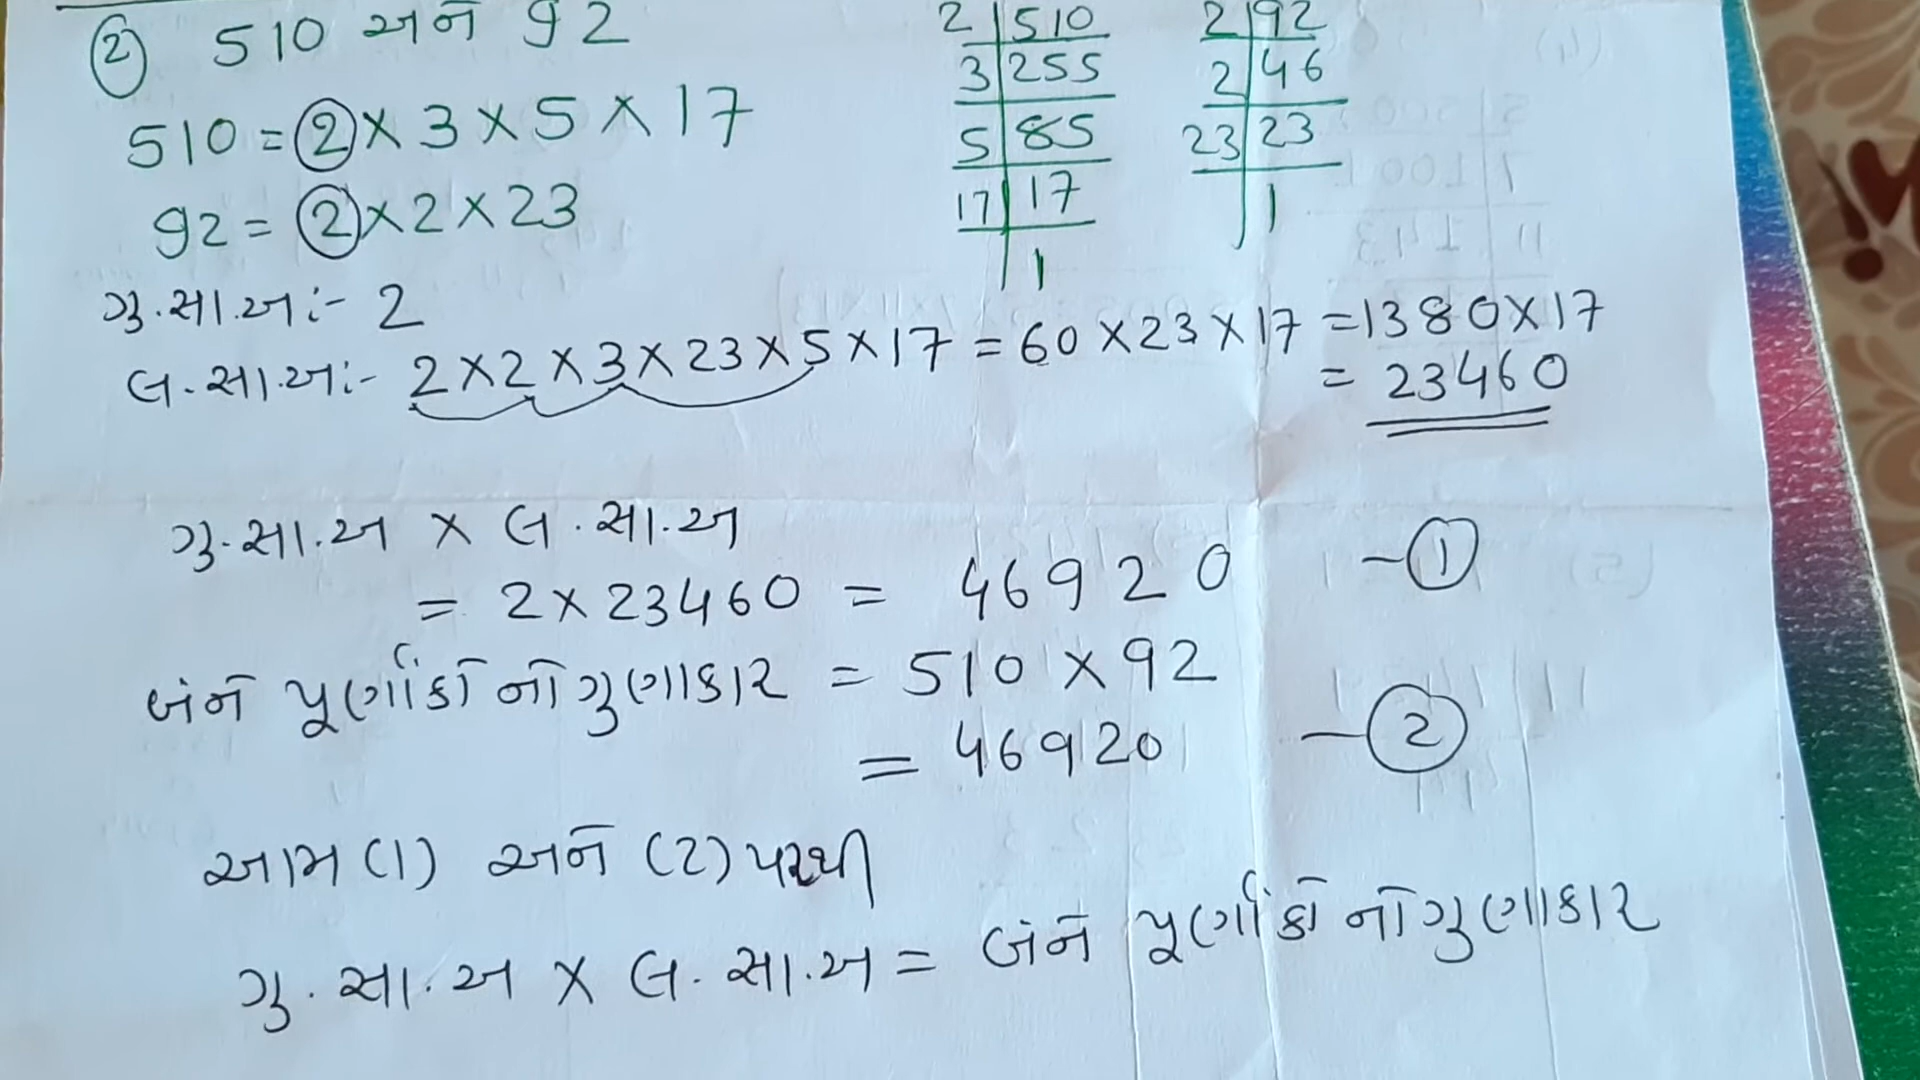 ② 510 અને 92
510 = ② × 3 × 5 × 17
92 = ② × 2 × 23
2 | 510
3 | 255
5 | 85
17 | 17
1
2 | 92
2 | 46
23 | 23
1
ગુ.સા.અ :- 2
લ.સા.અ :- 2 × 2 × 3 × 23 × 5 × 17 = 60 × 23 × 17 = 1380 × 17
= 23460
ગુ.સા.અ × લ.સા.અ
= 2 × 23460 = 46920 - ①
બંને પૂર્ણાંકો નો ગુણાકાર = 510 × 92
= 46920 - ②
આમ (1) અને (2) પરથી
ગુ.સા.અ × લ.સા.અ = બંને પૂર્ણાંકો નો ગુણાકાર